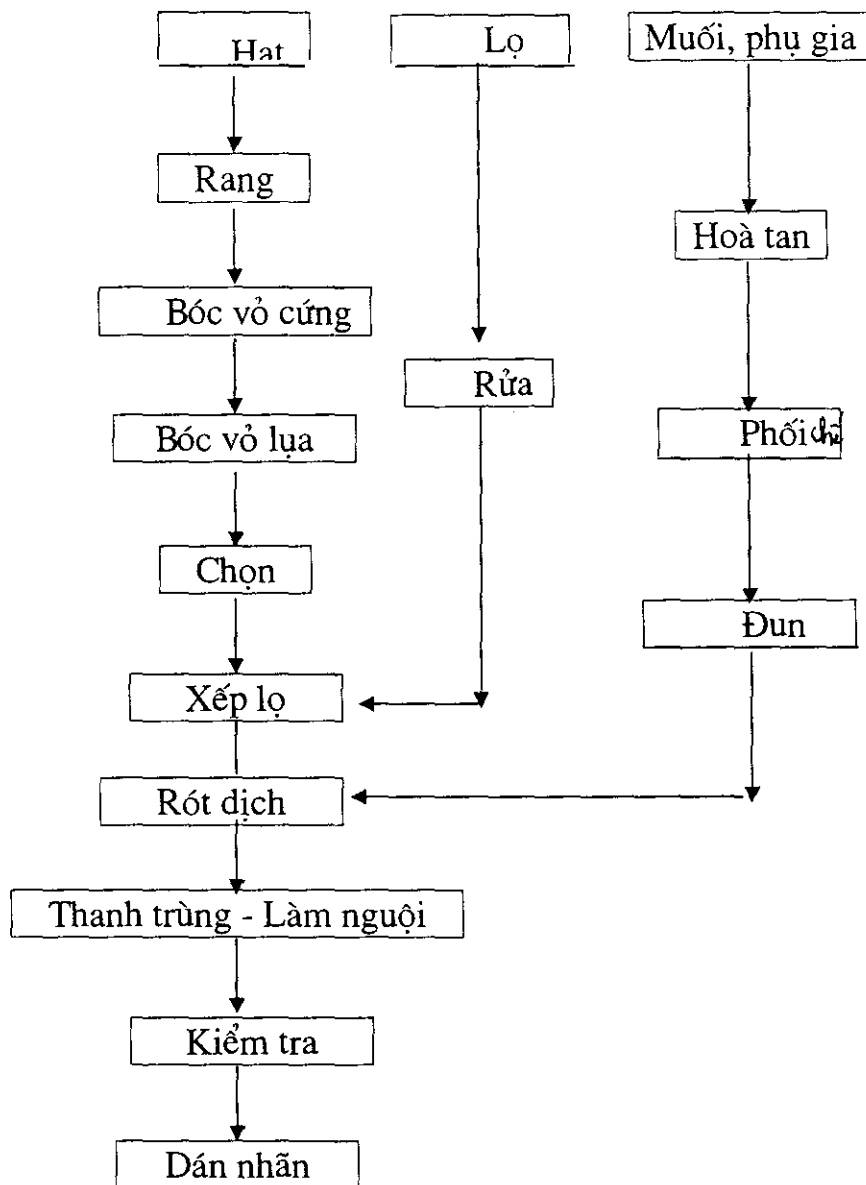 Hạt
Lọ
Muối, phụ gia
Rang
Hoà tan
Bóc vỏ cứng
Rửa
Bóc vỏ lụa
Phối chế
Chọn
Đun
Xếp lọ
Rót dịch
Thanh trùng - Làm nguội
Kiểm tra
Dán nhãn